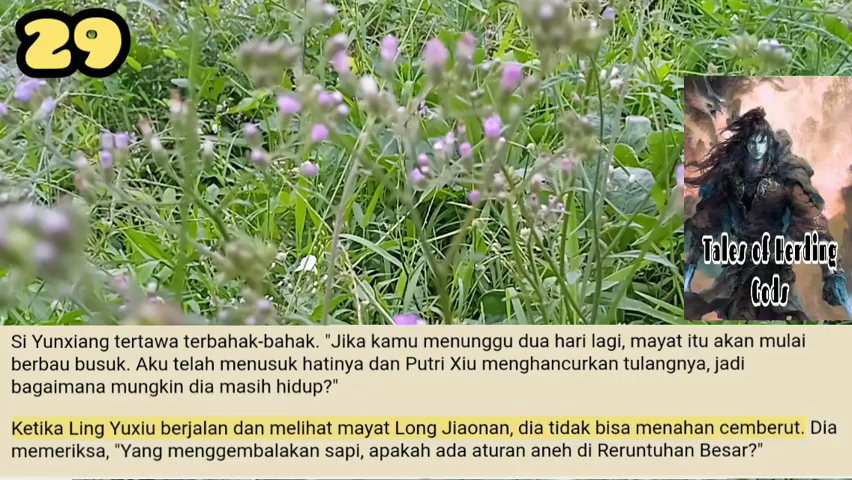 29
Tales of Herding
Gods
Si Yunxiang tertawa terbahak-bahak. "Jika kamu menunggu dua hari lagi, mayat itu akan mulai
berbau busuk. Aku telah menusuk hatinya dan Putri Xiu menghancurkan tulangnya, jadi
bagaimana mungkin dia masih hidup?"
Ketika Ling Yuxiu berjalan dan melihat mayat Long Jiaonan, dia tidak bisa menahan cemberut. Dia
memeriksa, "Yang menggembalakan sapi, apakah ada aturan aneh di Reruntuhan Besar?"